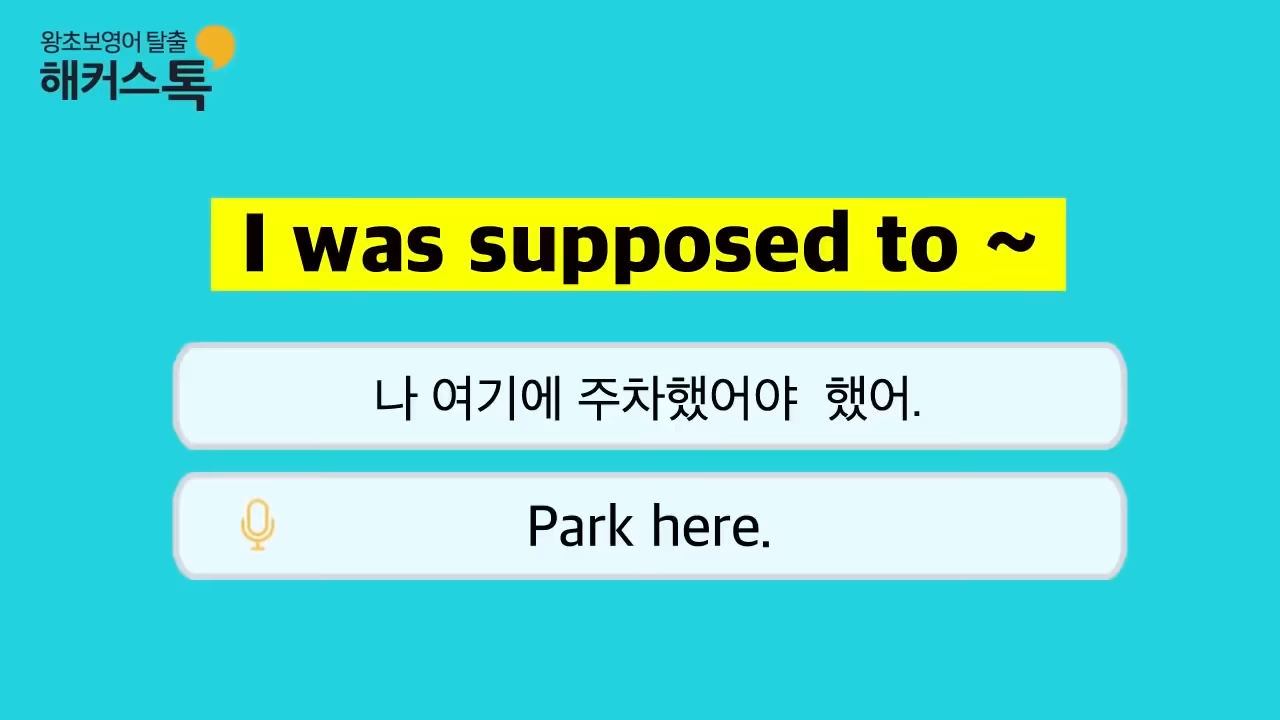 왕초보영어 탈출
해커스톡
I was supposed to ~
나 여기에 주차했어야 했어.
Park here.